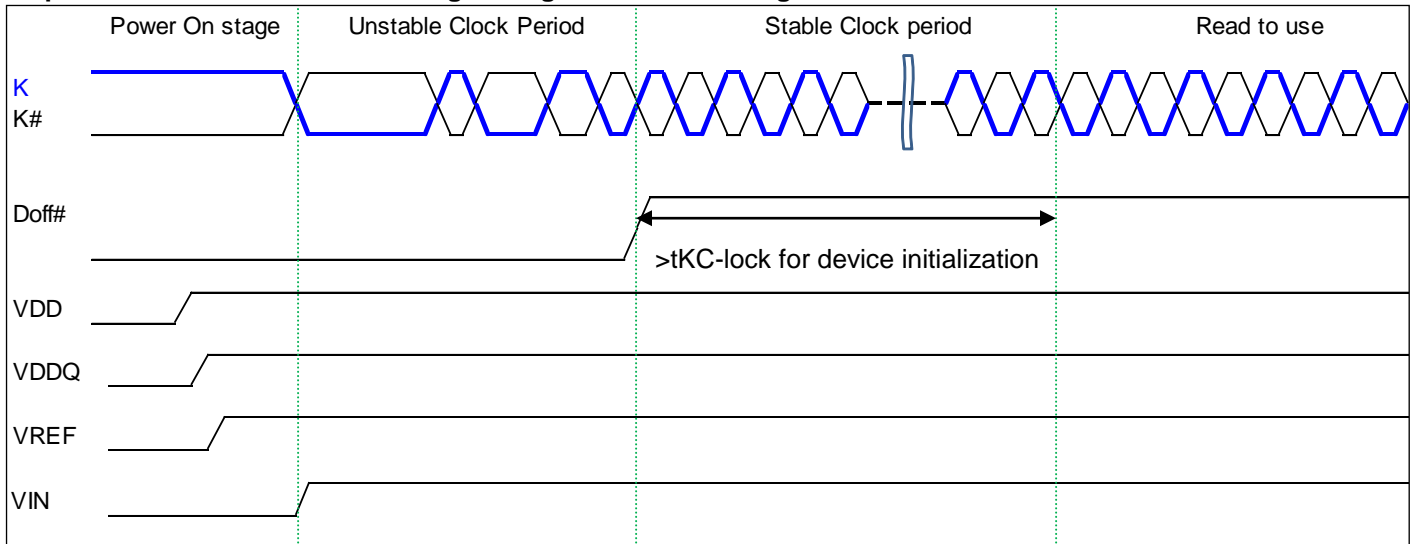 Power On stage Unstable Clock Period Stable Clock period Read to use
K
K#
Doff#
>tKC-lock for device initialization
VDD
VDDQ
VREF
VIN